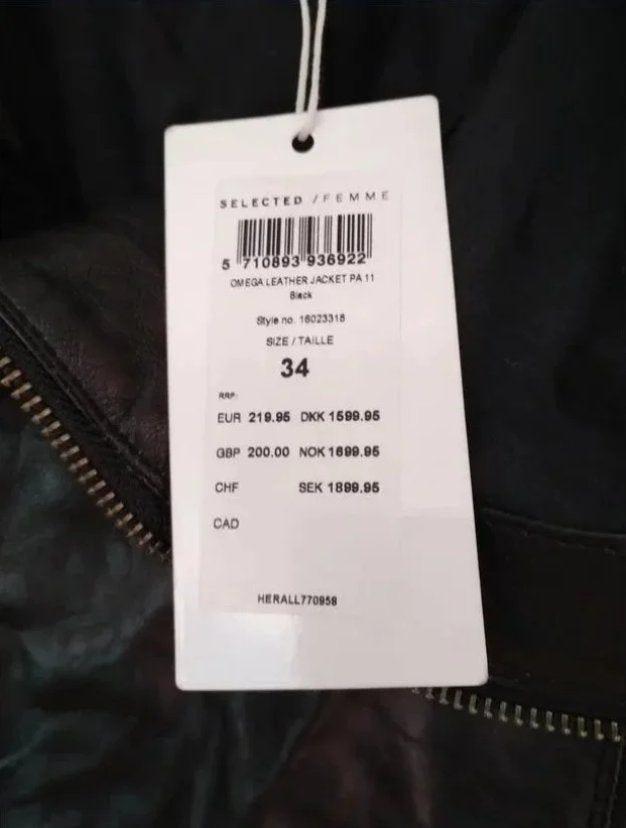 SELECTED / FEMME
5 710893 936922
OMEGA LEATHER JACKET PA 11
Black
Style no. 16023318
SIZE / TAILLE
34
RRP:
EUR 219.95 DKK 1599.95
GBP 200.00 NOK 1699.95
CHF SEK 1899.95
CAD
HERALL770958